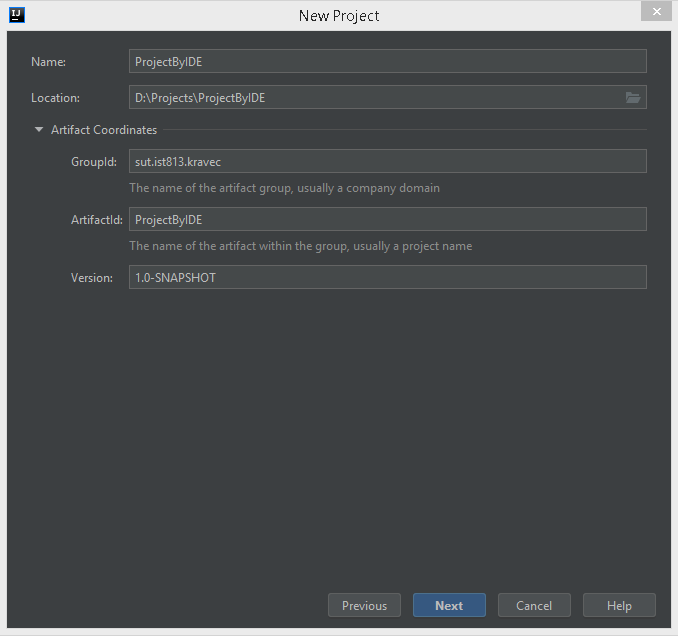 IJ
New Project
Name: ProjectByIDE
Location: D:\Projects\ProjectByIDE
Artifact Coordinates
GroupId: sut.ist813.kravec
The name of the artifact group, usually a company domain
ArtifactId: ProjectByIDE
The name of the artifact within the group, usually a project name
Version: 1.0-SNAPSHOT
Previous Next Cancel Help